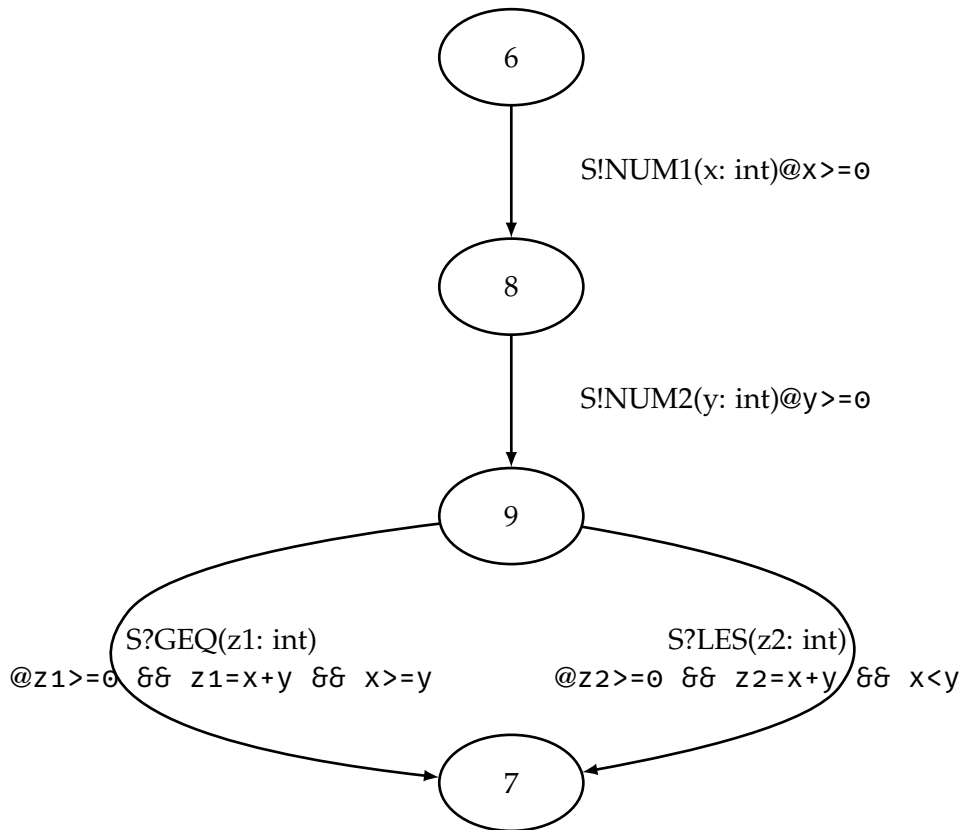 6
S!NUM1(x: int)@x>=0
8
S!NUM2(y: int)@y>=0
9
S?GEQ(z1: int)
@z1>=0 && z1=x+y && x>=y
S?LES(z2: int)
@z2>=0 && z2=x+y && x<y
7